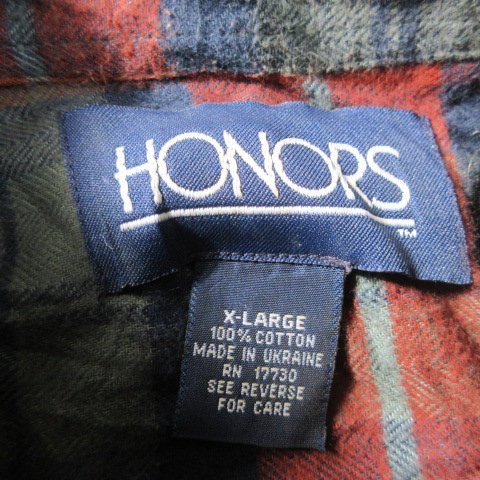 HONORS
™
X-LARGE
100% COTTON
MADE IN UKRAINE
RN 17730
SEE REVERSE
FOR CARE